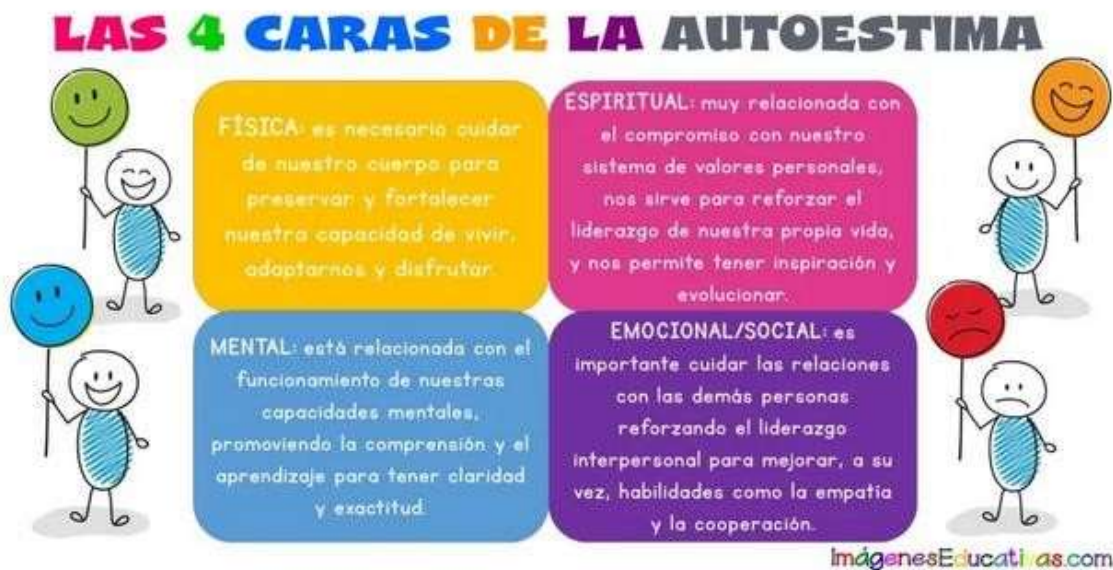 LAS 4 CARAS DE LA AUTOESTIMA
FÍSICA: es necesario cuidar
de nuestro cuerpo para
preservar y fortalecer
nuestra capacidad de vivir,
adaptarnos y disfrutar.
ESPIRITUAL: muy relacionada con
el compromiso con nuestro
sistema de valores personales,
nos sirve para reforzar el
liderazgo de nuestra propia vida,
y nos permite tener inspiración y
evolucionar.
MENTAL: está relacionada con el
funcionamiento de nuestras
capacidades mentales,
promoviendo la comprensión y el
aprendizaje para tener claridad
y exactitud.
EMOCIONAL/SOCIAL: es
importante cuidar las relaciones
con las demás personas
reforzando el liderazgo
interpersonal para mejorar, a su
vez, habilidades como la empatía
y la cooperación.
ImágenesEducativas.com